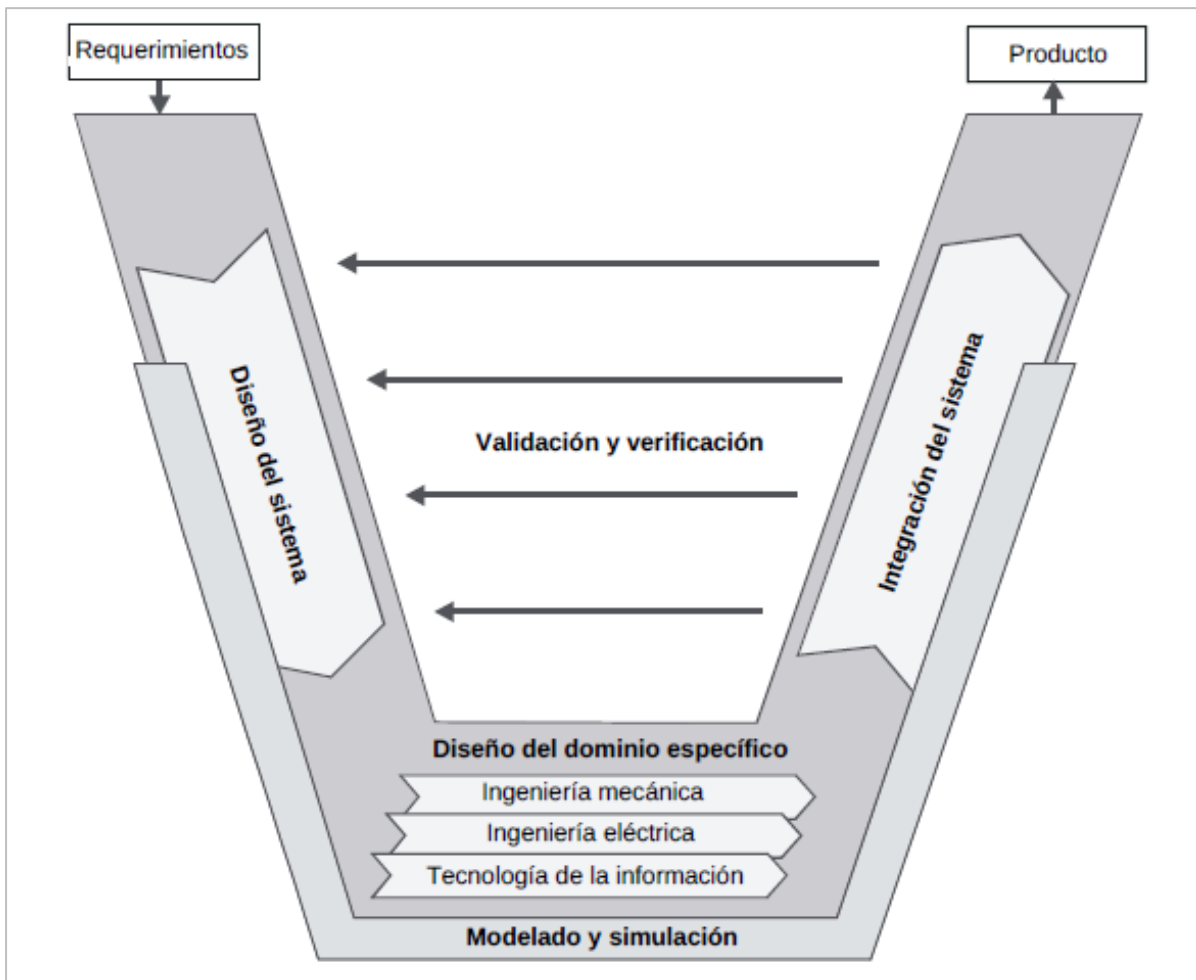 Requerimientos
Producto
Diseño del sistema
Validación y verificación
Integración del sistema
Diseño del dominio específico
Ingeniería mecánica
Ingeniería eléctrica
Tecnología de la información
Modelado y simulación